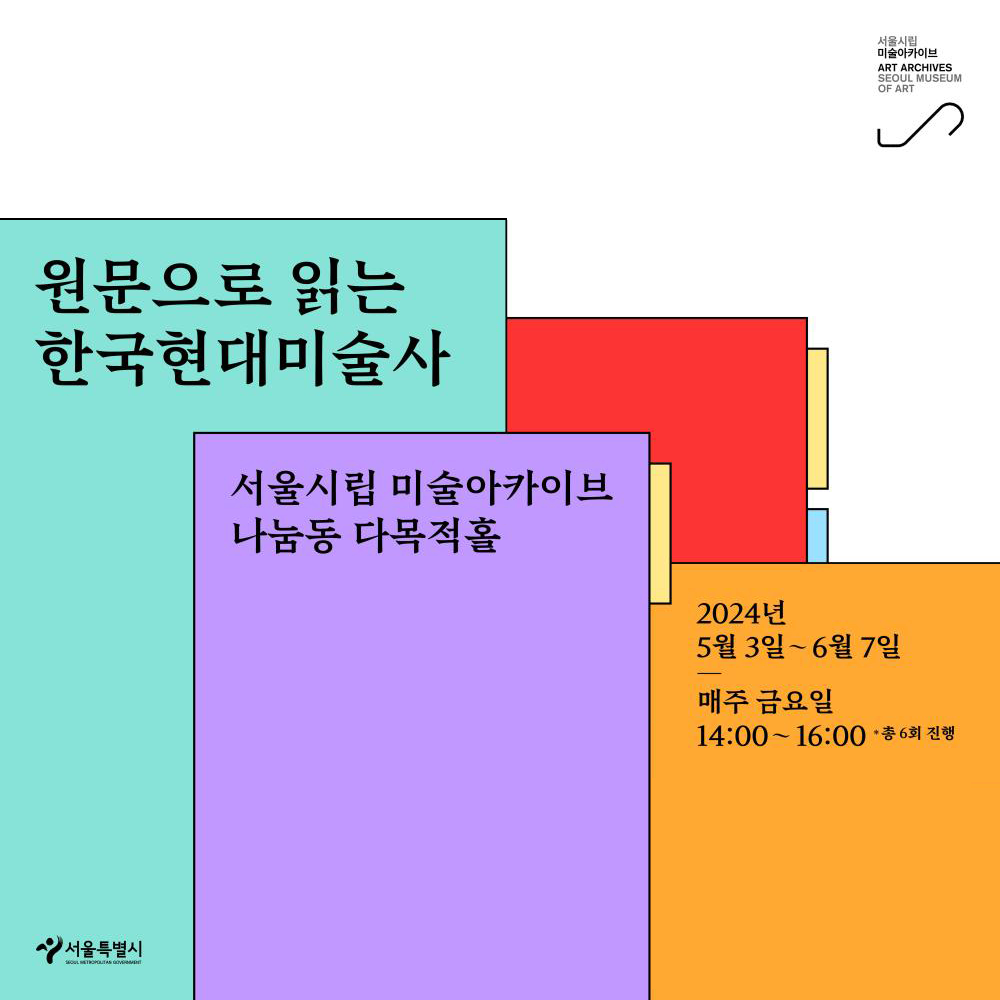 서울시립
미술아카이브
ART ARCHIVES
SEOUL MUSEUM
OF ART
원문으로 읽는
한국현대미술사
서울시립 미술아카이브
나눔동 다목적홀
2024년
5월 3일~6월 7일
매주 금요일
14:00~16:00 *총 6회 진행
서울특별시
SEOUL METROPOLITAN GOVERNMENT